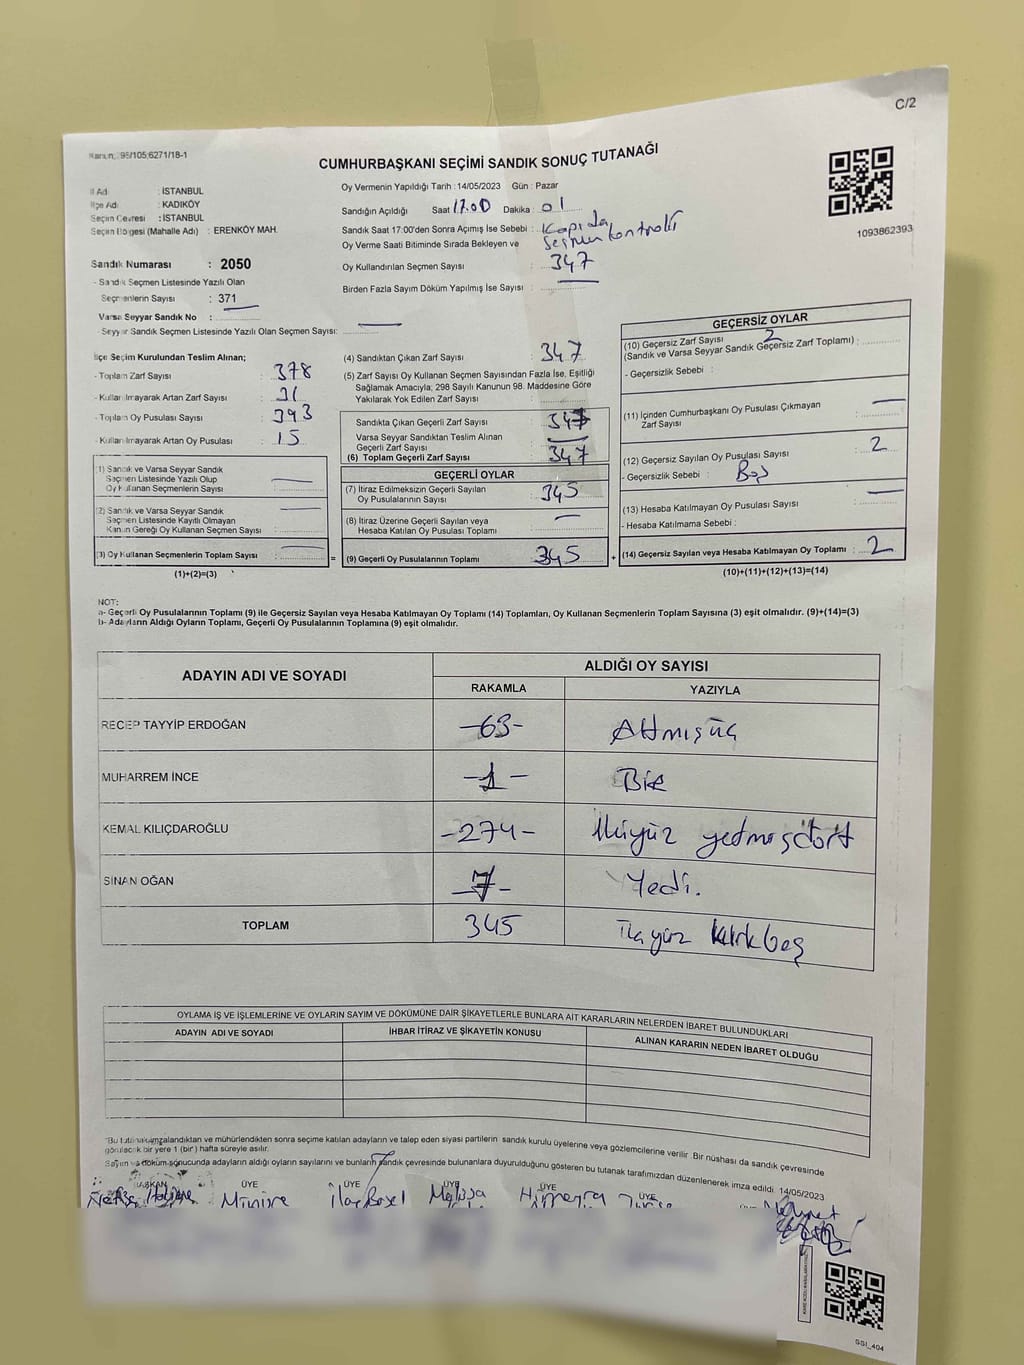 C/2
CUMHURBAŞKANI SEÇİMİ SANDIK SONUÇ TUTANAĞI
İl Adı : İSTANBUL
İlçe Adı : KADIKÖY
Seçim Çevresi : İSTANBUL
Seçim Bölgesi (Mahalle Adı) : ERENKÖY MAH.
Sandık Numarası : 2050
- Sandık Seçmen Listesinde Yazılı Olan
Seçmenlerin Sayısı : 371
Varsa Seyyar Sandık No :
- Seyyar Sandık Seçmen Listesinde Yazılı Olan Seçmen Sayısı:
Oy Vermenin Yapıldığı Tarih : 14/05/2023 Gün : Pazar
Sandığın Açıldığı Saat 17.00 Dakika 01
Sandık Saat 17:00'den Sonra Açımış İse Sebebi : Kapıda
Oy Verme Saati Bitiminde Sırada Bekleyen ve seçmen kontrolü
Oy Kullandırılan Seçmen Sayısı : 347
Birden Fazla Sayım Döküm Yapılmış İse Sayısı :
1093862393
İlçe Seçim Kurulundan Teslim Alınan;
- Toplam Zarf Sayısı : 378
- Kullanılmayarak Artan Zarf Sayısı : 31
- Toplam Oy Pusulası Sayısı : 393
- Kullanılmayarak Artan Oy Pusulası : 15
(1) Sandık ve Varsa Seyyar Sandık
Seçmen Listesinde Yazılı Olup
Oy Kullanan Seçmenlerin Sayısı :
(2) Sandık ve Varsa Seyyar Sandık
Seçmen Listesinde Kayıtlı Olmayan
Kanun Gereği Oy Kullanan Seçmen Sayısı :
(3) Oy Kullanan Seçmenlerin Toplam Sayısı :
(1)+(2)=(3)
(4) Sandıktan Çıkan Zarf Sayısı : 347
(5) Zarf Sayısı Oy Kullanan Seçmen Sayısından Fazla İse, Eşitliği
Sağlamak Amacıyla; 298 Sayılı Kanunun 98. Maddesine Göre
Yakılarak Yok Edilen Zarf Sayısı :
Sandıkta Çıkan Geçerli Zarf Sayısı : 347
Varsa Seyyar Sandıktan Teslim Alınan
Geçerli Zarf Sayısı :
(6) Toplam Geçerli Zarf Sayısı : 347
GEÇERLİ OYLAR
(7) İtiraz Edilmeksizin Geçerli Sayılan
Oy Pusulalarının Sayısı : 345
(8) İtiraz Üzerine Geçerli Sayılan veya
Hesaba Katılan Oy Pusulası Toplamı :
(9) Geçerli Oy Pusulalarının Toplamı : 345
GEÇERSİZ OYLAR
(10) Geçersiz Zarf Sayısı 2
(Sandık ve Varsa Seyyar Sandık Geçersiz Zarf Toplamı) :
- Geçersizlik Sebebi :
(11) İçinden Cumhurbaşkanı Oy Pusulası Çıkmayan
Zarf Sayısı :
(12) Geçersiz Sayılan Oy Pusulası Sayısı : 2
- Geçersizlik Sebebi : Boş
(13) Hesaba Katılmayan Oy Pusulası Sayısı :
- Hesaba Katılmama Sebebi :
(14) Geçersiz Sayılan veya Hesaba Katılmayan Oy Toplamı : 2
(10)+(11)+(12)+(13)=(14)
NOT:
a- Geçerli Oy Pusulalarının Toplamı (9) ile Geçersiz Sayılan veya Hesaba Katılmayan Oy Toplamı (14) Toplamları, Oy Kullanan Seçmenlerin Toplam Sayısına (3) eşit olmalıdır. (9)+(14)=(3)
b- Adayların Aldığı Oyların Toplamı, Geçerli Oy Pusulalarının Toplamına (9) eşit olmalıdır.
ADAYIN ADI VE SOYADI
ALDIĞI OY SAYISI
RAKAMLA YAZIYLA
RECEP TAYYİP ERDOĞAN -63- Altmışüç
MUHARREM İNCE -1- Bir
KEMAL KILIÇDAROĞLU -274- İkiyüz yetmişdört
SİNAN OĞAN -7- Yedi.
TOPLAM 345 kırkbeş
OYLAMA İŞ VE İŞLEMLERİNE VE OYLARIN SAYIM VE DÖKÜMÜNE DAİR ŞİKAYETLERLE BUNLARA AİT KARARLARIN NELERDEN İBARET BULUNDUKLARI
ADAYIN ADI VE SOYADI İHBAR İTİRAZ VE ŞİKAYETİN KONUSU ALINAN KARARIN NEDEN İBARET OLDUĞU
"Bu tutanak imzalandıktan ve mühürlendikten sonra seçime katılan adayların ve talep eden siyasi partilerin sandık kurulu üyelerine veya gözlemcilerine verilir. Bir nüshası da sandık çevresinde
görülecek bir yere 1 (bir) hafta süreyle asılır.
Sayım ve döküm sonucunda adayların aldığı oyların sayılarını ve bunların sandık çevresinde bulunanlara duyurulduğunu gösteren bu tutanak tarafımızdan düzenlenerek imza edildi. 14/05/2023
BAŞKAN ÜYE ÜYE ÜYE ÜYE ÜYE
Münire Melissa Hümeyra Mehmet
SSI_404